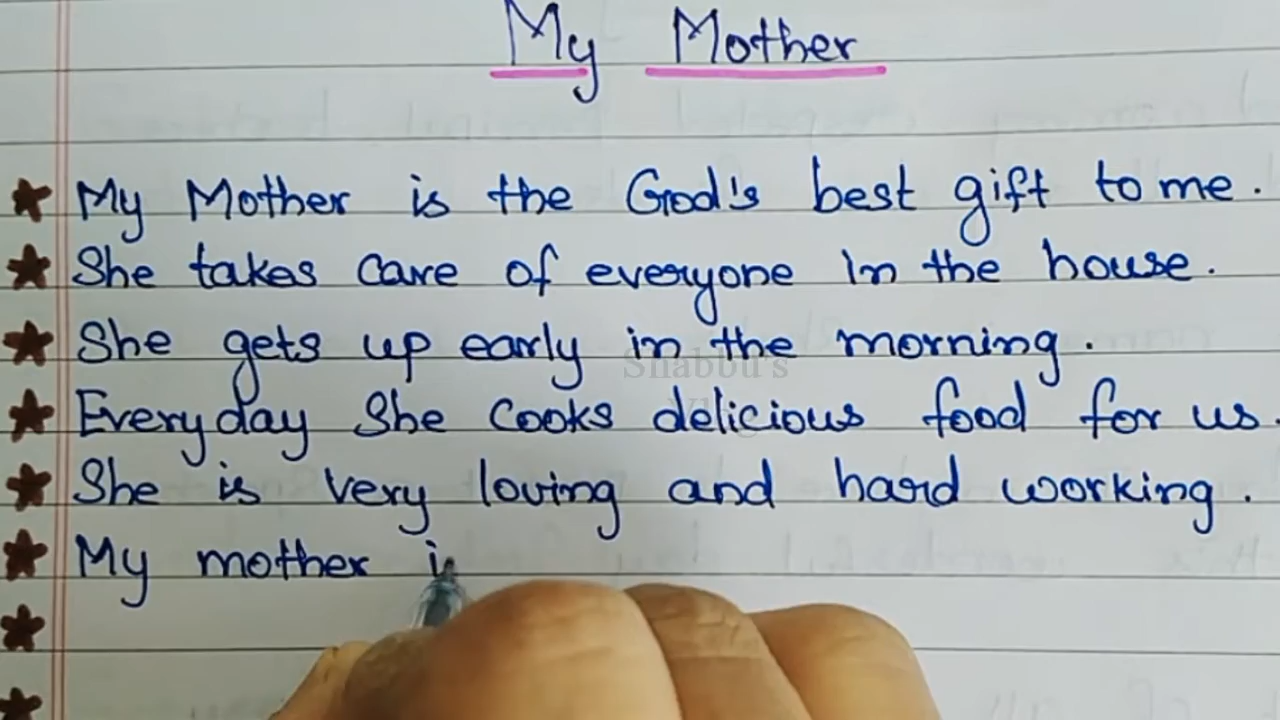 My Mother
My Mother is the God's best gift to me.
She takes care of everyone in the house.
She gets up early in the morning.
Shabbu's
Everyday She cooks delicious food for us.
She is very loving and hard working.
My mother i